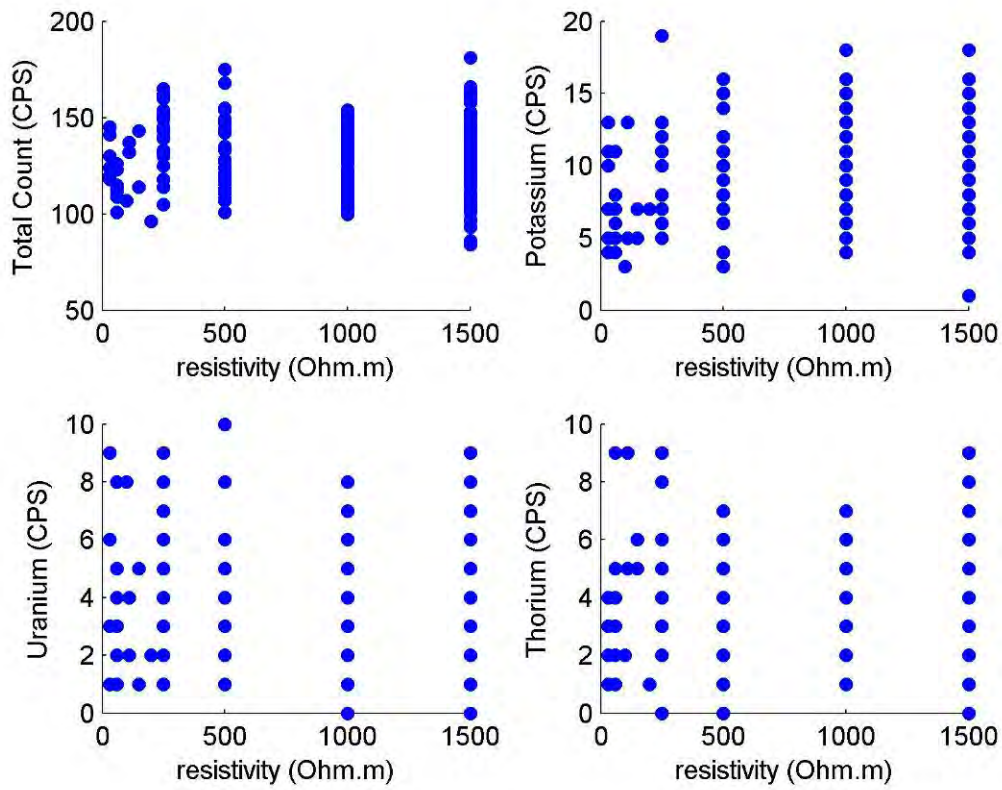 200
150
100
50
Total Count (CPS)
0 500 1000 1500
resistivity (Ohm.m)
20
15
10
5
0
Potassium (CPS)
0 500 1000 1500
resistivity (Ohm.m)
10
8
6
4
2
0
Uranium (CPS)
0 500 1000 1500
resistivity (Ohm.m)
10
8
6
4
2
0
Thorium (CPS)
0 500 1000 1500
resistivity (Ohm.m)